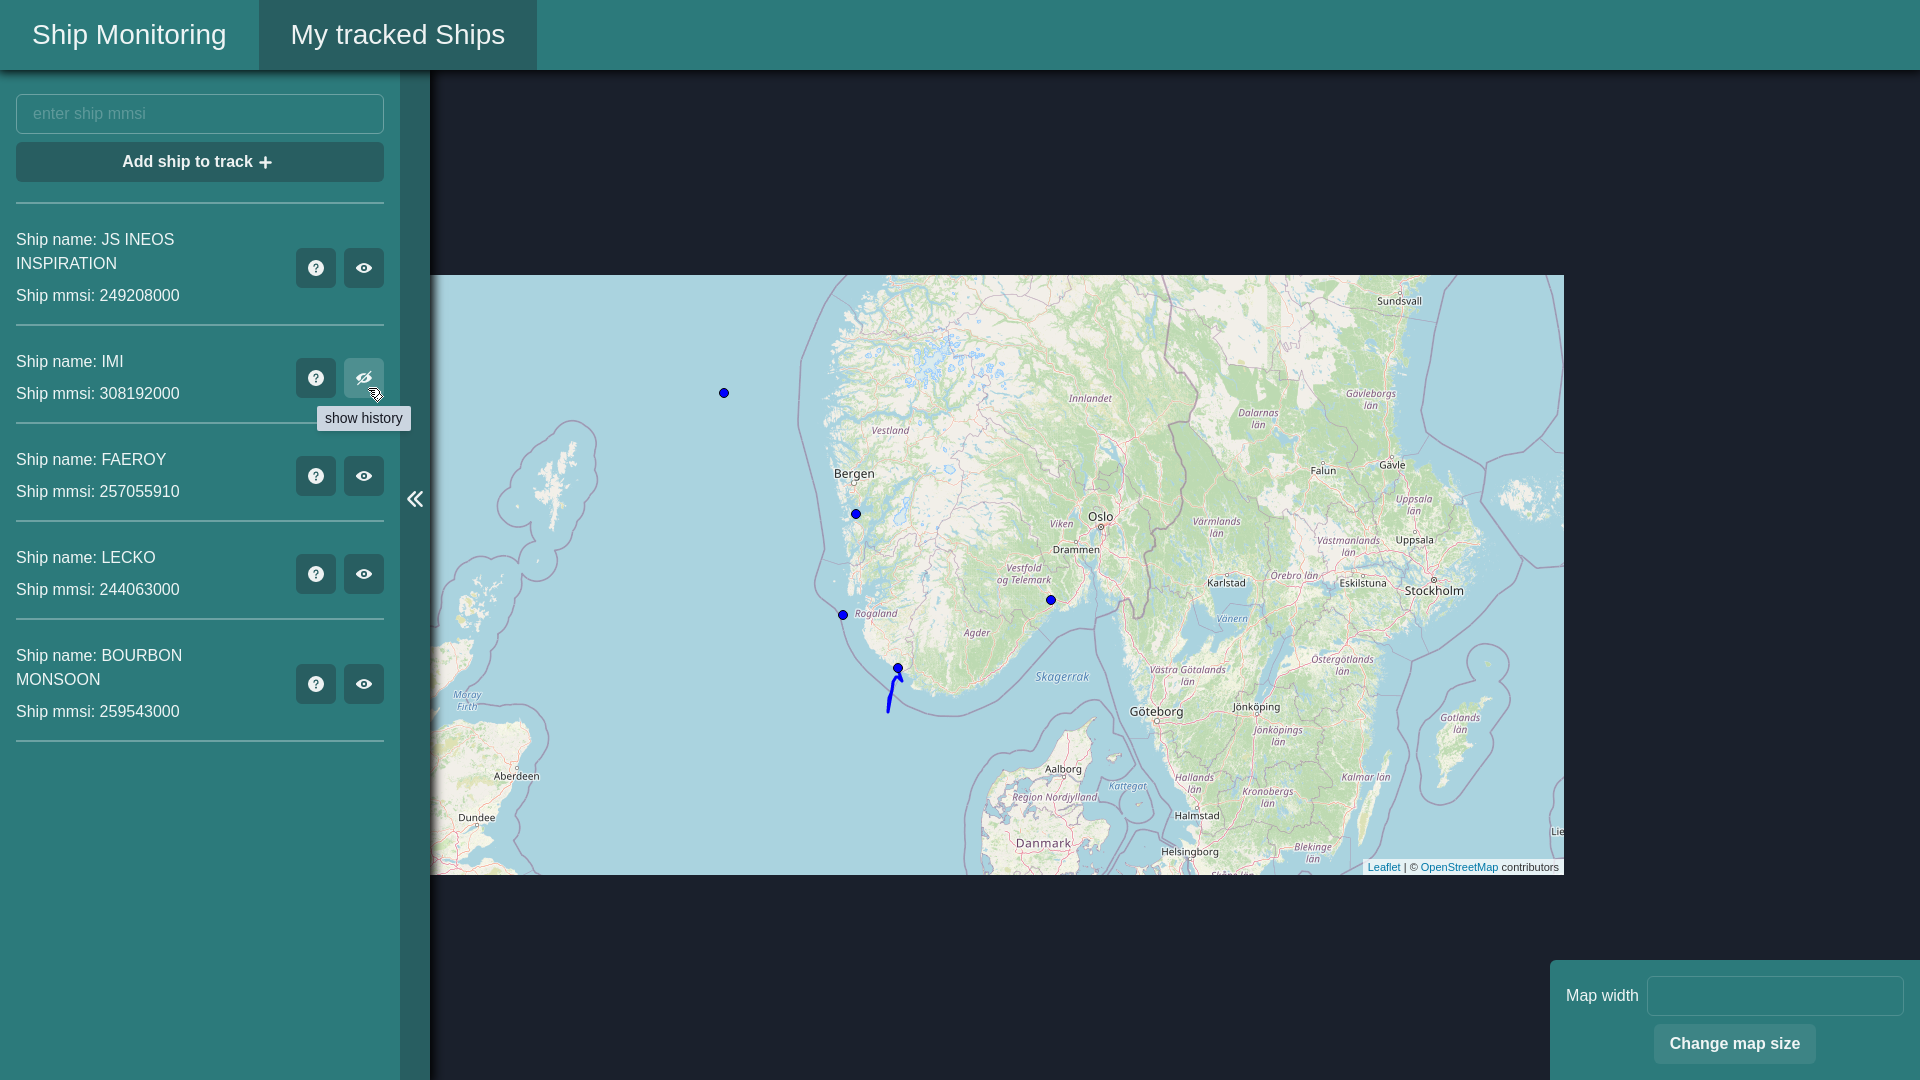 Ship Monitoring
My tracked Ships
enter ship mmsi
Add ship to track +
Ship name: JS INEOS
INSPIRATION
Ship mmsi: 249208000
Ship name: IMI
Ship mmsi: 308192000
show history
Ship name: FAEROY
Ship mmsi: 257055910
Ship name: LECKO
Ship mmsi: 244063000
Ship name: BOURBON
MONSOON
Ship mmsi: 259543000
Sundsvall
Innlandet
Gävleborgs
län
Dalarnas
län
Vestland
Bergen
Falun
Gävle
Uppsala
län
Oslo
Viken
Värmlands
län
Västmanlands
län
Uppsala
Drammen
Vestfold
og Telemark
Karlstad
Örebro län
Eskilstuna
Stockholm
Rogaland
Vänern
Agder
Östergötlands
län
Västra Götalands
län
Skagerrak
Moray
Firth
Göteborg
Jönköping
Gotlands
län
Jönköpings
län
Aberdeen
Aalborg
Hallands
län
Kalmar län
Kattegat
Kronobergs
län
Region Nordjylland
Dundee
Halmstad
Danmark
Helsingborg
Blekinge
län
Leaflet | © OpenStreetMap contributors
Map width
Change map size